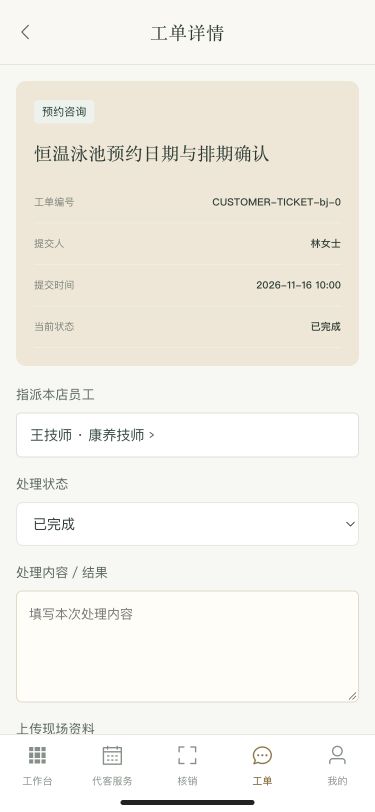 工单详情
预约咨询
恒温泳池预约日期与排期确认
工单编号 CUSTOMER-TICKET-bj-0
提交人 林女士
提交时间 2026-11-16 10:00
当前状态 已完成
指派本店员工
王技师 · 康养技师 >
处理状态
已完成
处理内容 / 结果
填写本次处理内容
上传现场资料
工作台 代客服务 核销 工单 我的